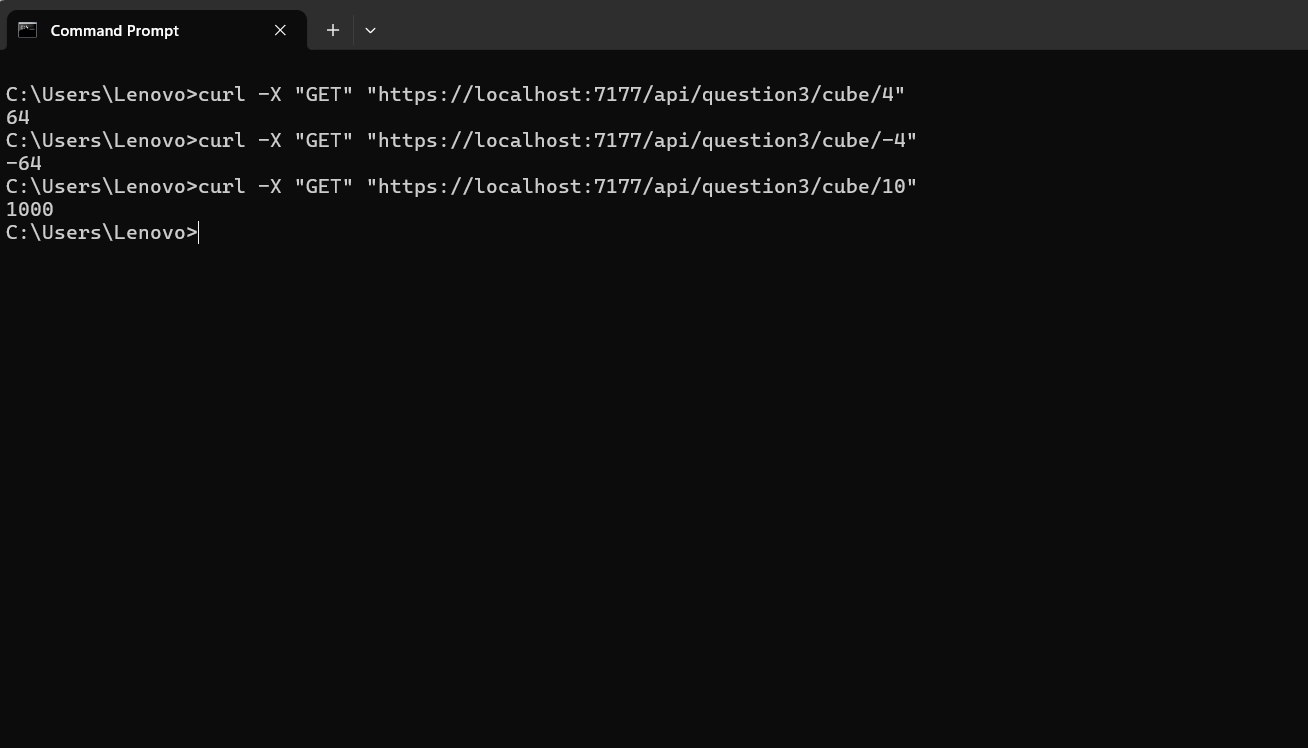 Command Prompt
C:\Users\Lenovo>curl -X "GET" "https://localhost:7177/api/question3/cube/4"
64
C:\Users\Lenovo>curl -X "GET" "https://localhost:7177/api/question3/cube/-4"
-64
C:\Users\Lenovo>curl -X "GET" "https://localhost:7177/api/question3/cube/10"
1000
C:\Users\Lenovo>